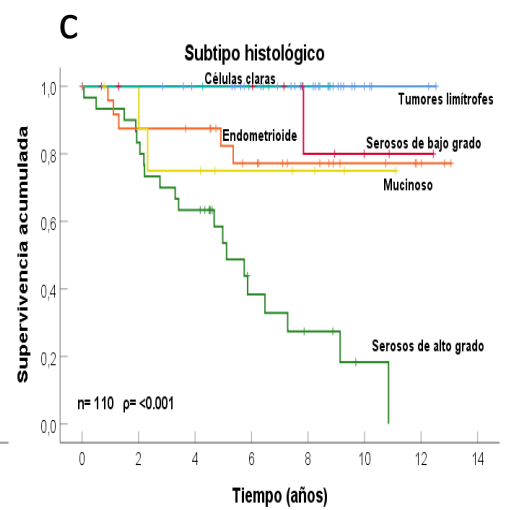 C
Subtipo histológico
Células claras
Tumores limítrofes
Endometrioide
Serosos de bajo grado
Mucinoso
Serosos de alto grado
n= 110 ρ= <0.001
Supervivencia acumulada
1,0
0,8
0,6
0,4
0,2
0,0
0 2 4 6 8 10 12 14
Tiempo (años)